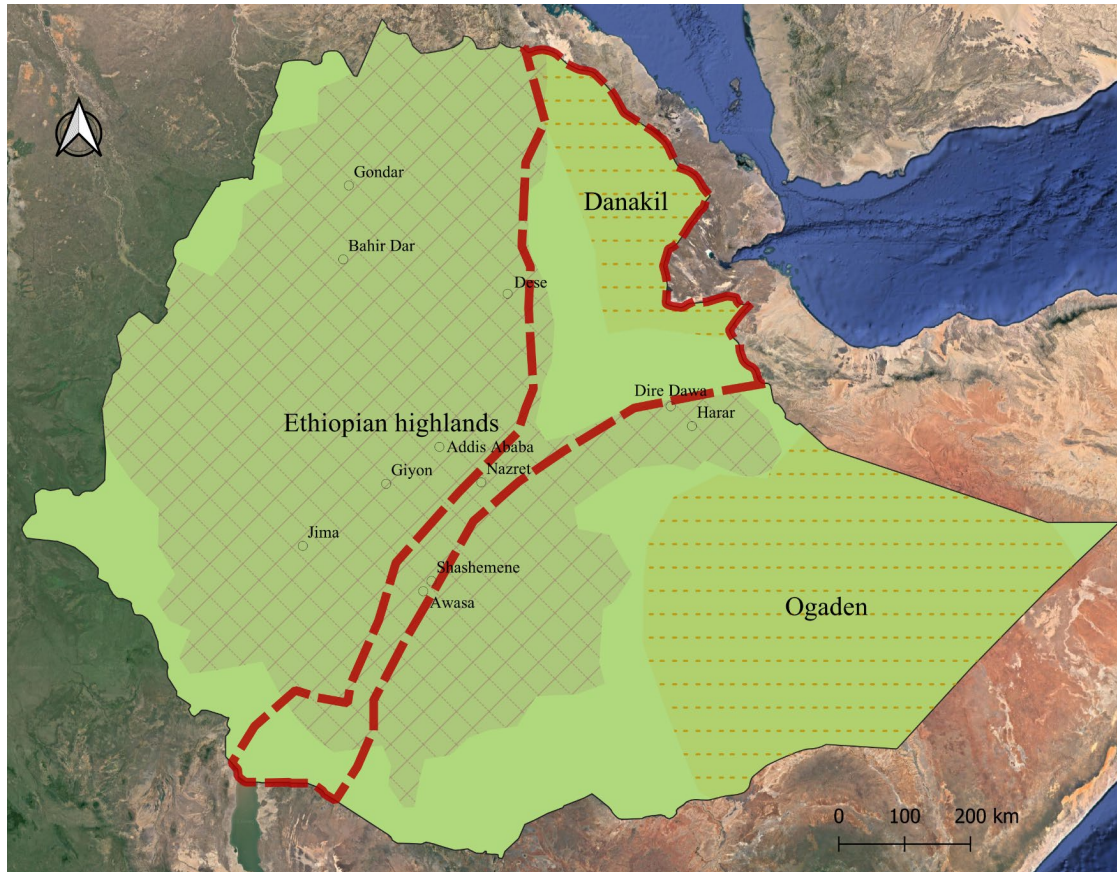 Gondar
Danakil
Bahir Dar
Dese
Dire Dawa
Ethiopian highlands
Harar
Addis Ababa
Giyon
Nazret
Jima
Shashemene
Awasa
Ogaden
0 100 200 km